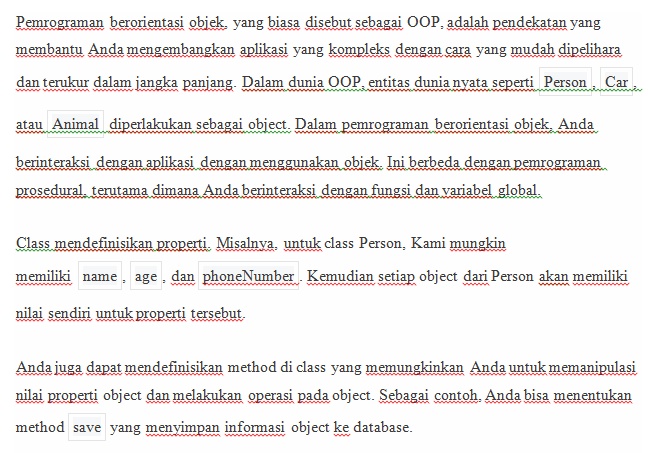 Pemrograman berorientasi objek, yang biasa disebut sebagai OOP, adalah pendekatan yang
membantu Anda mengembangkan aplikasi yang kompleks dengan cara yang mudah dipelihara
dan terukur dalam jangka panjang. Dalam dunia OOP, entitas dunia nyata seperti Person , Car ,
atau Animal diperlakukan sebagai object. Dalam pemrograman berorientasi objek, Anda
berinteraksi dengan aplikasi dengan menggunakan objek. Ini berbeda dengan pemrograman
prosedural, terutama dimana Anda berinteraksi dengan fungsi dan variabel global.
Class mendefinisikan properti. Misalnya, untuk class Person, Kami mungkin
memiliki name , age , dan phoneNumber . Kemudian setiap object dari Person akan memiliki
nilai sendiri untuk properti tersebut.
Anda juga dapat mendefinisikan method di class yang memungkinkan Anda untuk memanipulasi
nilai properti object dan melakukan operasi pada object. Sebagai contoh, Anda bisa menentukan
method save yang menyimpan informasi object ke database.